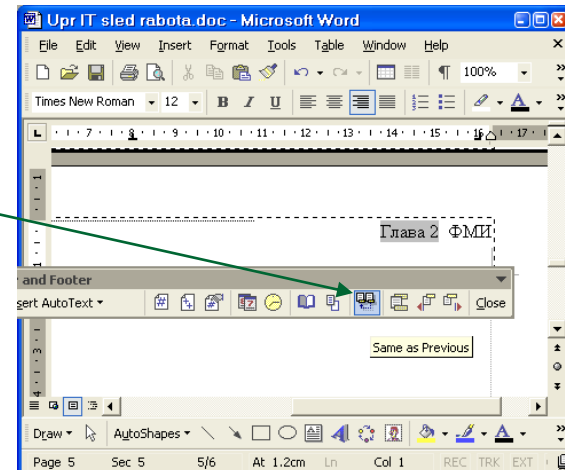 Upr IT sled rabota.doc - Microsoft Word
File Edit View Insert Format Tools Table Window Help
100%
Times New Roman 12 B I U A
7 8 9 10 11 12 13 14 15 16 17
Глава 2 ФМИ
and Footer
sert AutoText Close
Same as Previous
Draw AutoShapes A
Page 5 Sec 5 5/6 At 1.2cm Ln Col 1 REC TRK EXT